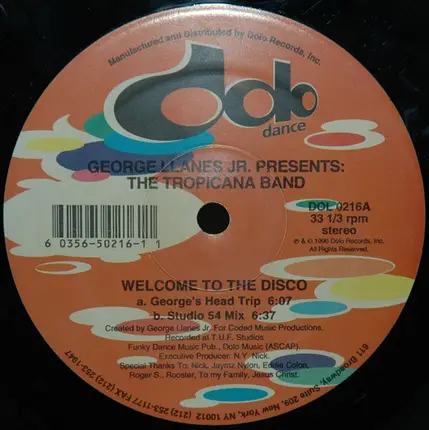 Manufactured and Distributed by Dolo Records, Inc.
dolo
dance
GEORGE LLANES JR. PRESENTS:
THE TROPICANA BAND
DOL 0216A
33 1/3 rpm
stereo
℗ & © 1996 Dolo Records, Inc.
All Rights Reserved.
6 0356-50216-1 1
WELCOME TO THE DISCO
a. George's Head Trip 6:07
b. Studio 54 Mix 6:37
Created by George Llanes Jr. For Coded Music Productions.
Recorded at T.U.F. Studios
Funky Dance Music Pub., Dolo Music (ASCAP).
Executive Producer: N.Y. Nick.
Special Thanks To: Nick, Jayosz Nylon, Eddie Colon,
Roger S., Rooster, To my Family, Jesus Christ.
611 Broadway, Suite 209, New York, NY 10012 (212) 253-1177 FAX (212) 253-1947